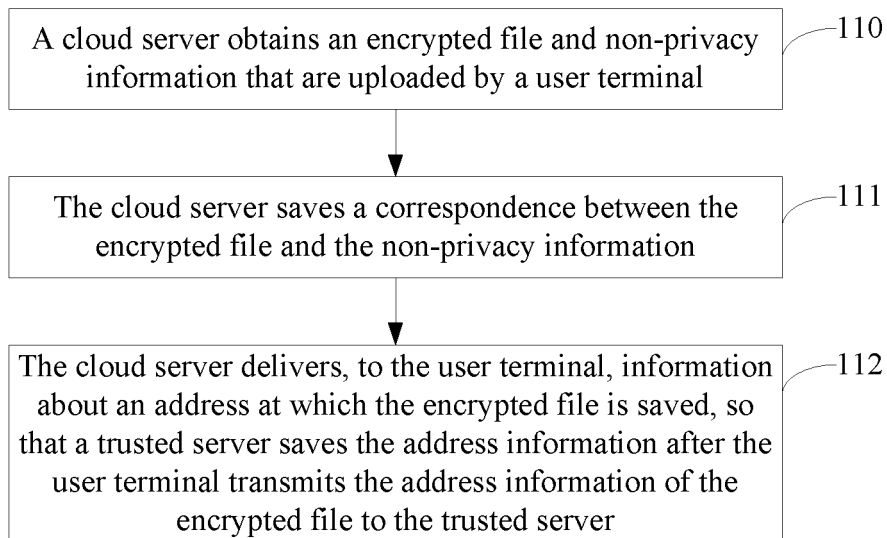 A cloud server obtains an encrypted file and non-privacy
information that are uploaded by a user terminal
110
The cloud server saves a correspondence between the
encrypted file and the non-privacy information
111
The cloud server delivers, to the user terminal, information
about an address at which the encrypted file is saved, so
that a trusted server saves the address information after the
user terminal transmits the address information of the
encrypted file to the trusted server
112